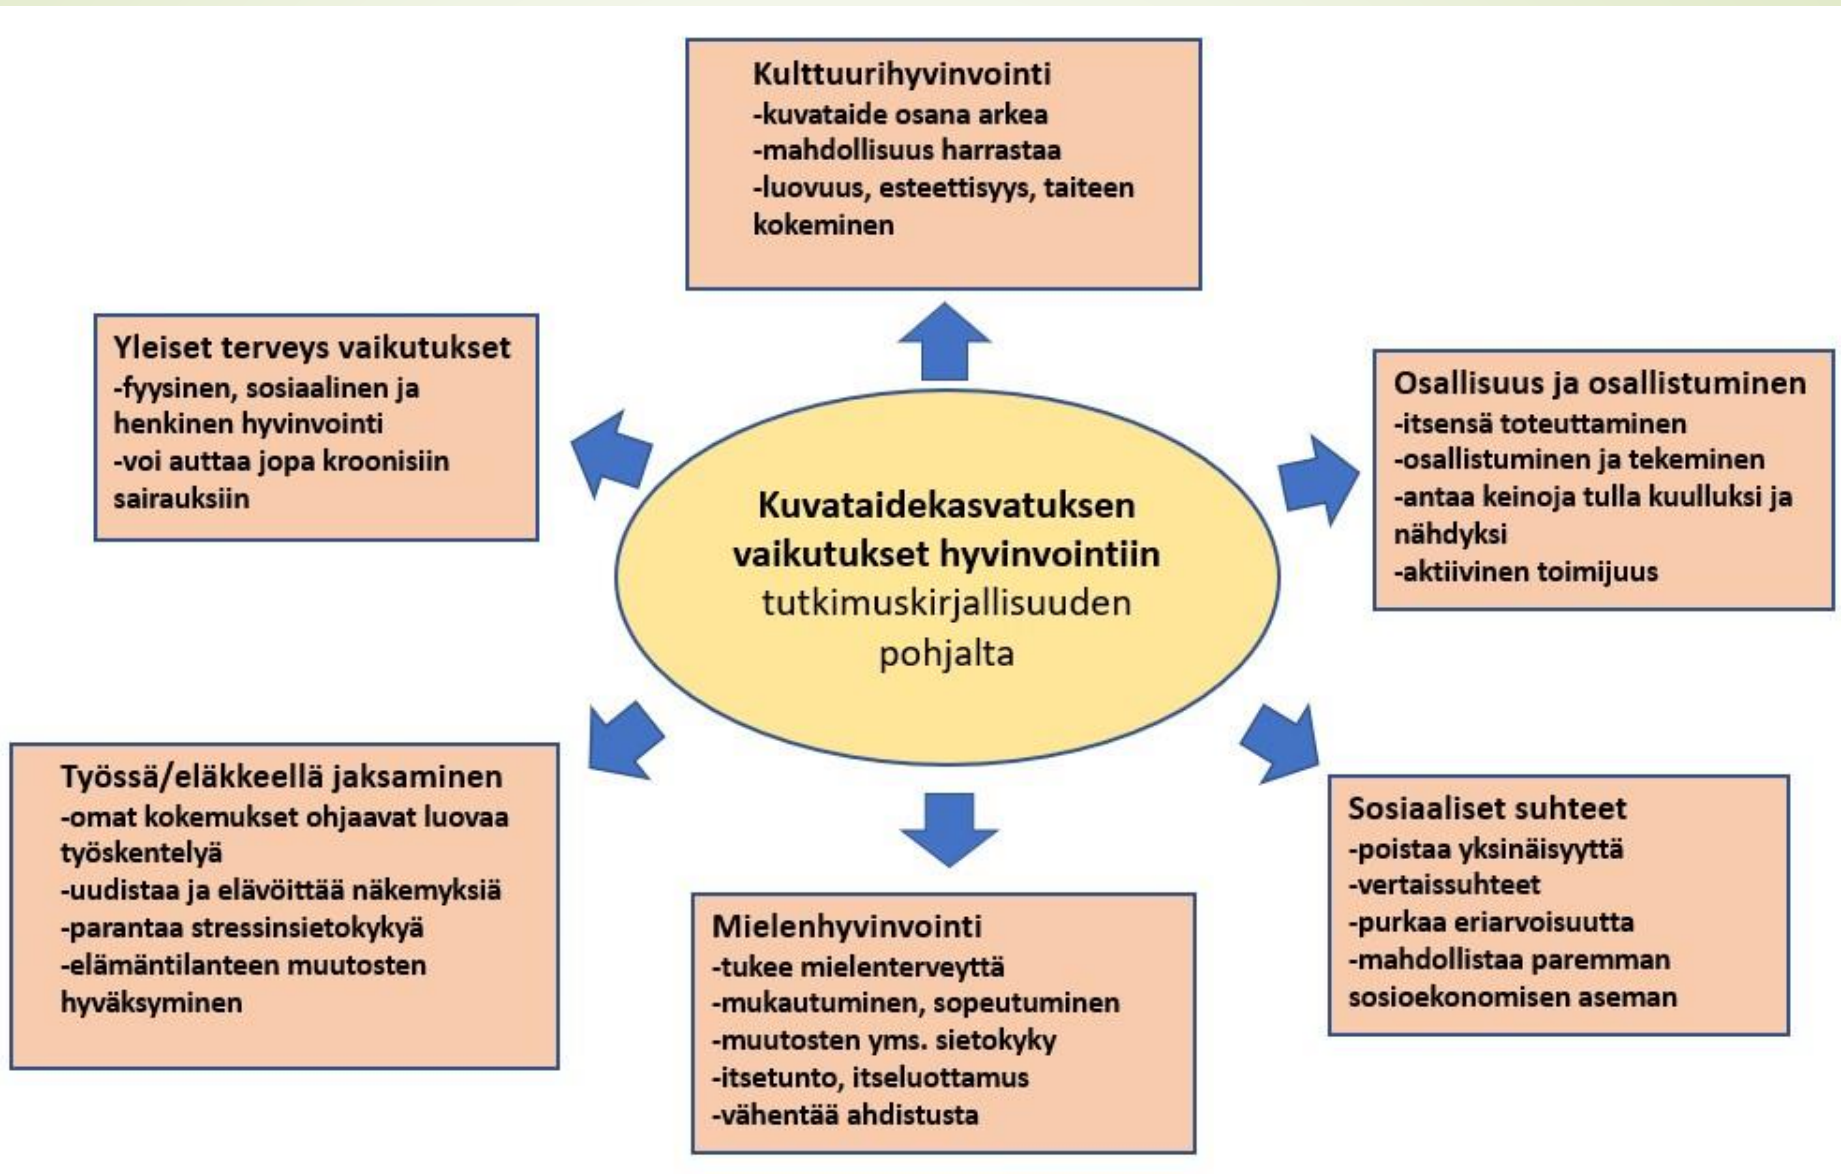 Kulttuurihyvinvointi
-kuvataide osana arkea
-mahdollisuus harrastaa
-luovuus, esteettisyys, taiteen
kokeminen
Yleiset terveys vaikutukset
-fyysinen, sosiaalinen ja
henkinen hyvinvointi
-voi auttaa jopa kroonisiin
sairauksiin
Osallisuus ja osallistuminen
-itsensä toteuttaminen
-osallistuminen ja tekeminen
-antaa keinoja tulla kuulluksi ja
nähdyksi
-aktiivinen toimijuus
Kuvataidekasvatuksen
vaikutukset hyvinvointiin
tutkimuskirjallisuuden
pohjalta
Työssä/eläkkeellä jaksaminen
-omat kokemukset ohjaavat luovaa
työskentelyä
-uudistaa ja elävöittää näkemyksiä
-parantaa stressinsietokykyä
-elämäntilanteen muutosten
hyväksyminen
Mielenhyvinvointi
-tukee mielenterveyttä
-mukautuminen, sopeutuminen
-muutosten yms. sietokyky
-itsetunto, itseluottamus
-vähentää ahdistusta
Sosiaaliset suhteet
-poistaa yksinäisyyttä
-vertaissuhteet
-purkaa eriarvoisuutta
-mahdollistaa paremman
sosioekonomisen aseman